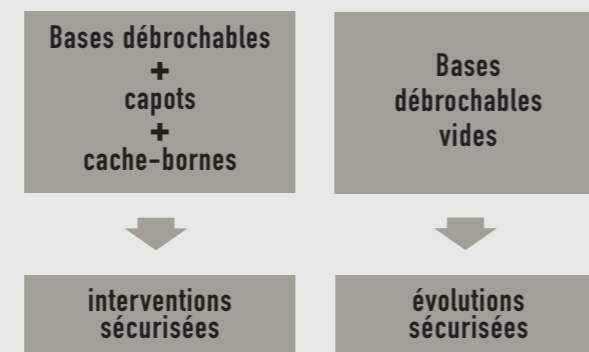 Bases débrochables
+
capots
+
cache-bornes
interventions
sécurisées
Bases
débrochables
vides
évolutions
sécurisées